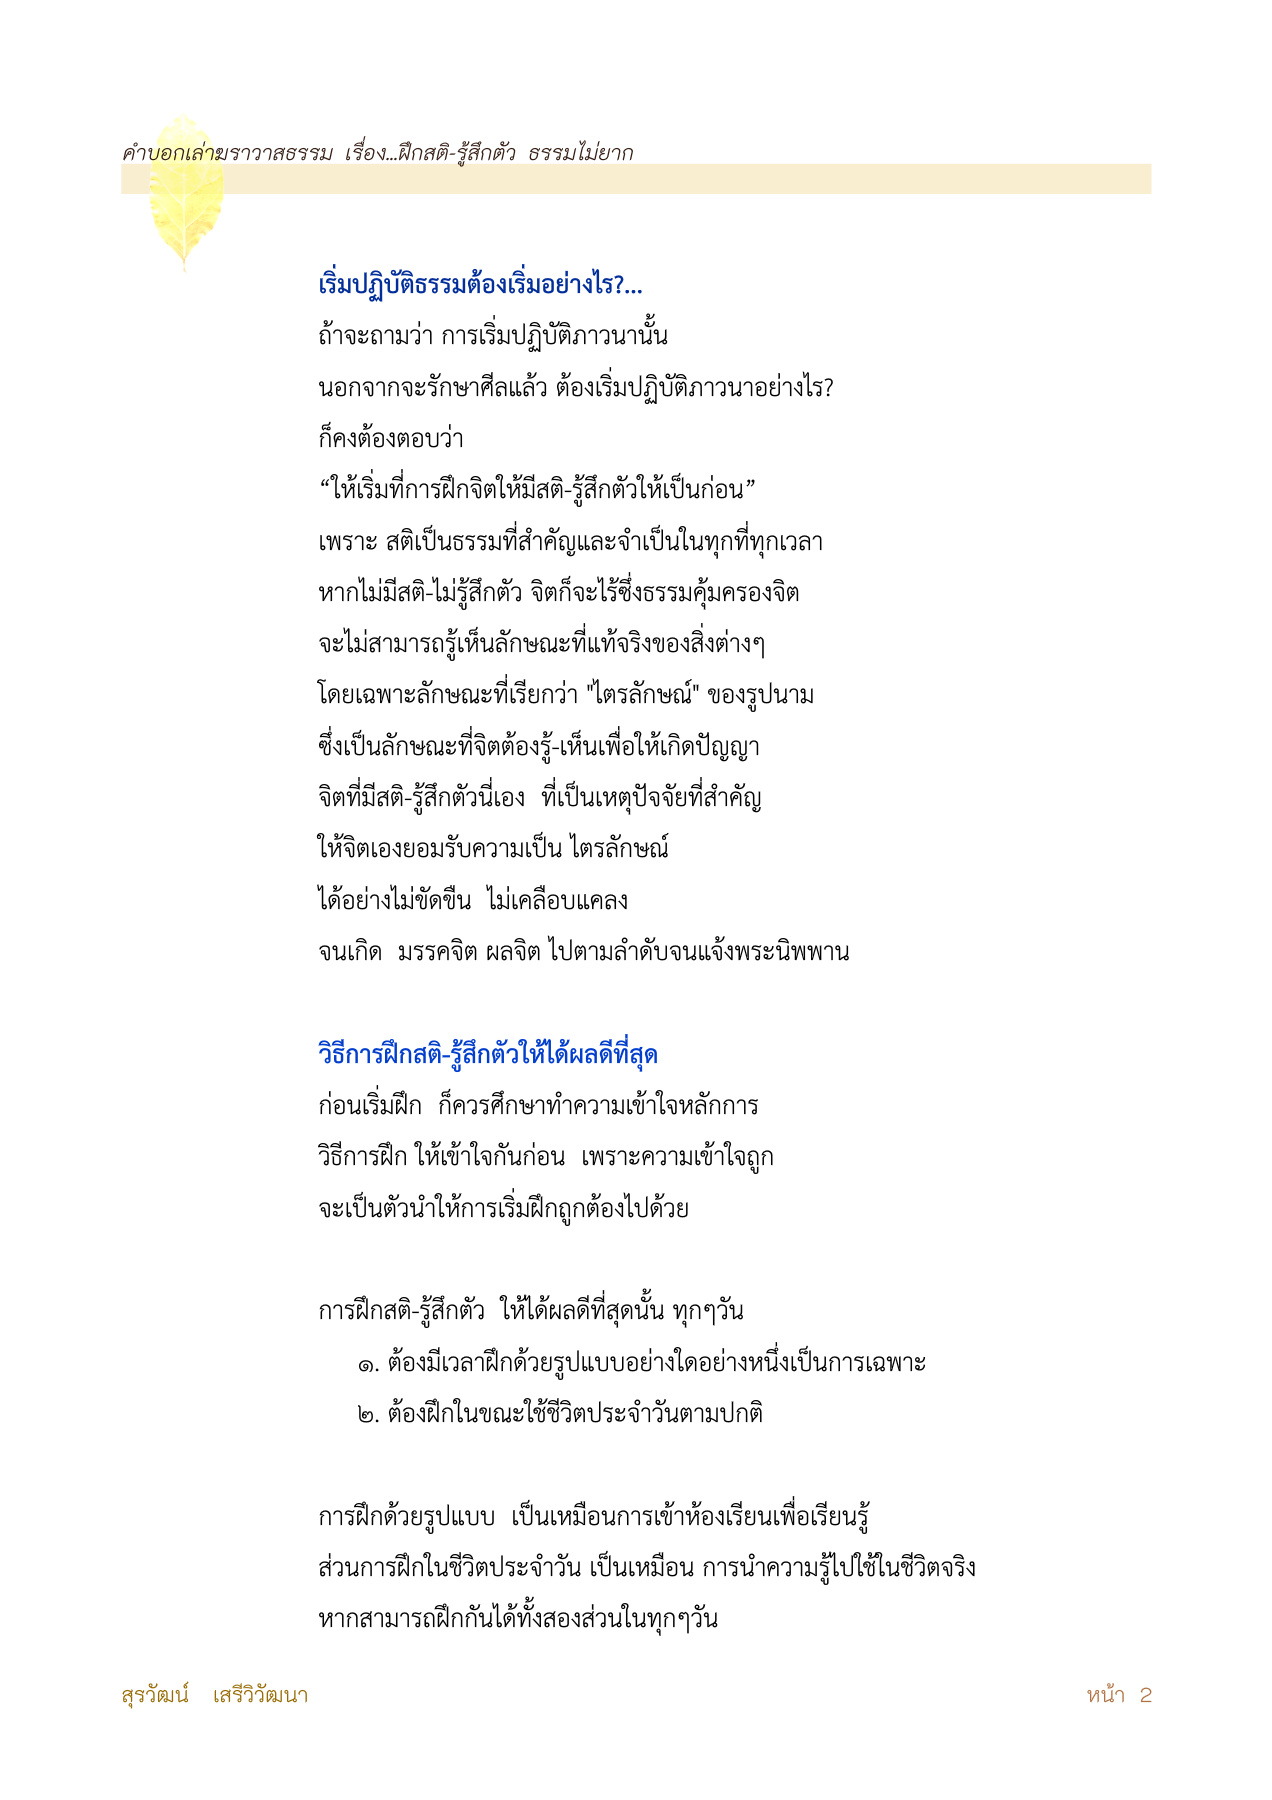 คำบอกเล่าฆราวาสธรรม เรื่อง...ฝึกสติ-รู้สึกตัว ธรรมไม่ยาก
เริ่มปฏิบัติธรรมต้องเริ่มอย่างไร?...
ถ้าจะถามว่า การเริ่มปฏิบัติภาวนานั้น
นอกจากจะรักษาศีลแล้ว ต้องเริ่มปฏิบัติภาวนาอย่างไร?
ก็คงต้องตอบว่า
“ให้เริ่มที่การฝึกจิตให้มีสติ-รู้สึกตัวให้เป็นก่อน”
เพราะ สติเป็นธรรมที่สำคัญและจำเป็นในทุกที่ทุกเวลา
หากไม่มีสติ-ไม่รู้สึกตัว จิตก็จะไร้ซึ่งธรรมคุ้มครองจิต
จะไม่สามารถรู้เห็นลักษณะที่แท้จริงของสิ่งต่างๆ
โดยเฉพาะลักษณะที่เรียกว่า "ไตรลักษณ์" ของรูปนาม
ซึ่งเป็นลักษณะที่จิตต้องรู้-เห็นเพื่อให้เกิดปัญญา
จิตที่มีสติ-รู้สึกตัวนี่เอง ที่เป็นเหตุปัจจัยที่สำคัญ
ให้จิตเองยอมรับความเป็น ไตรลักษณ์
ได้อย่างไม่ขัดขืน ไม่เคลือบแคลง
จนเกิด มรรคจิต ผลจิต ไปตามลำดับจนแจ้งพระนิพพาน
วิธีการฝึกสติ-รู้สึกตัวให้ได้ผลดีที่สุด
ก่อนเริ่มฝึก ก็ควรศึกษาทำความเข้าใจหลักการ
วิธีการฝึก ให้เข้าใจกันก่อน เพราะความเข้าใจถูก
จะเป็นตัวนำให้การเริ่มฝึกถูกต้องไปด้วย
การฝึกสติ-รู้สึกตัว ให้ได้ผลดีที่สุดนั้น ทุกๆวัน
๑. ต้องมีเวลาฝึกด้วยรูปแบบอย่างใดอย่างหนึ่งเป็นการเฉพาะ
๒. ต้องฝึกในขณะใช้ชีวิตประจำวันตามปกติ
การฝึกด้วยรูปแบบ เป็นเหมือนการเข้าห้องเรียนเพื่อเรียนรู้
ส่วนการฝึกในชีวิตประจำวัน เป็นเหมือน การนำความรู้ไปใช้ในชีวิตจริง
หากสามารถฝึกกันได้ทั้งสองส่วนในทุกๆวัน
สุรวัฒน์ เสรีวิวัฒนา
หน้า 2